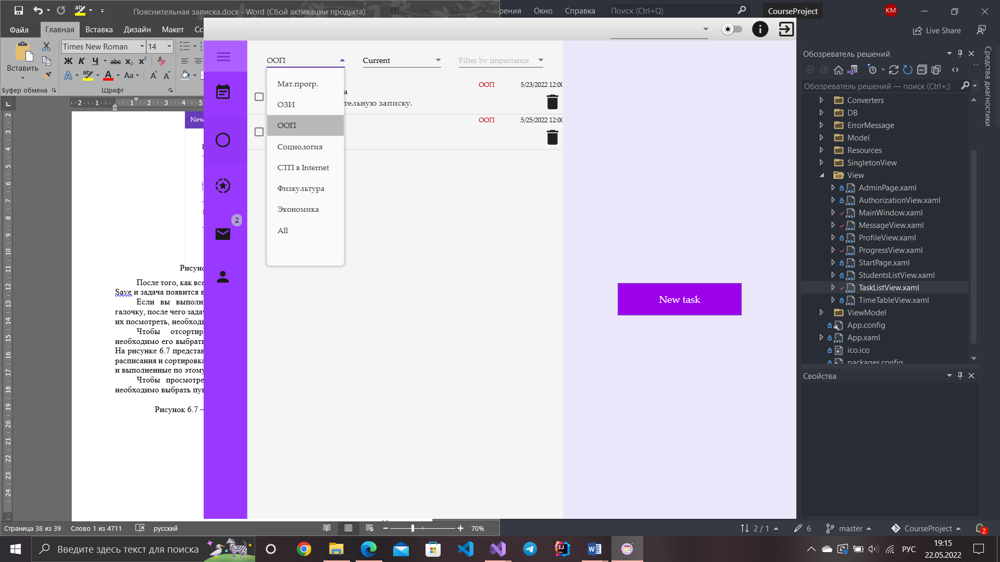 Пояснительная записка.docx - Word (Сбой активации продукта)
Файл
Главная
Вставка
Дизайн
Макет
Сс
Вставить
Times New Roman
14
Ж К Ч abc x₂ x²
Aa
Буфер обмена
Шрифт
New
Рисуно
После того, как все
Save и задача появится в
Если вы выполн
галочку, после чего зада
их посмотреть, необходи
Чтобы отсортир
необходимо его выбрать
На рисунке 6.7 представ
расписания и сортировка
и выполненные по этому
Чтобы просмотре
необходимо выбрать пун
Рисунок 6.7 –
Страница 38 из 39
Слово 1 из 4711
русский
70%
ООП
Current
Filter by importance
Мат.прогр.
ОЗИ
ООП
Социология
СТП в Internet
Физкультура
Экономика
All
ООП
5/23/2022 12:00
а
тельную записку.
ООП
5/25/2022 12:00
2
New task
рения
Окно
Справка
Поиск (Ctrl+Q)
CourseProject
KM
Live Share
Обозреватель решений
Обозреватель решений — поиск (Ctrl+;)
Converters
DB
ErrorMessage
Model
Resources
SingletonView
View
AdminPage.xaml
AuthorizationView.xaml
MainWindow.xaml
MessageView.xaml
ProfileView.xaml
ProgressView.xaml
StartPage.xaml
StudentsListView.xaml
TaskListView.xaml
TimeTableView.xaml
ViewModel
App.config
App.xaml
ico.ico
packages.config
Свойства
Средства диагностики
2 / 1
6
master
CourseProject
2
Введите здесь текст для поиска
РУС
19:15
22.05.2022